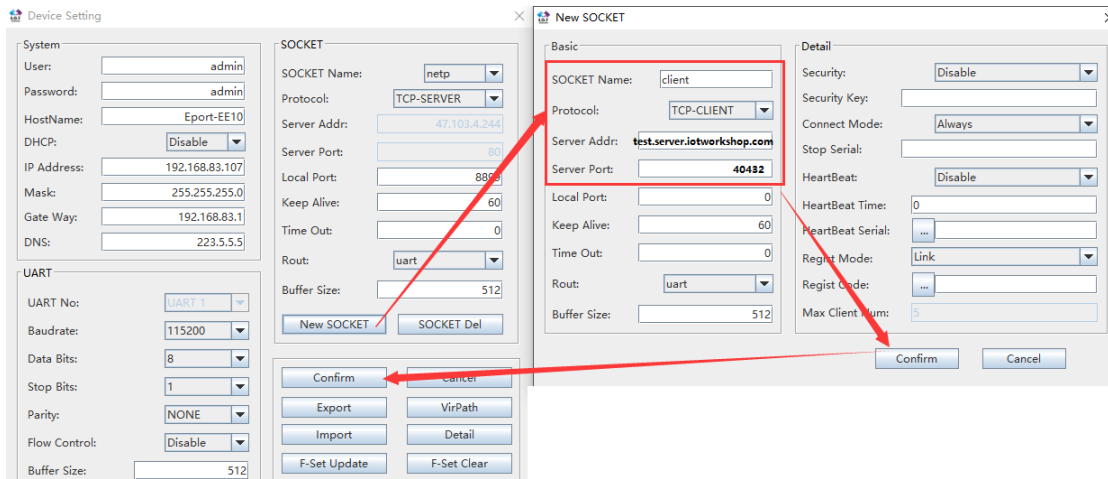 Device Setting
System
User: admin
Password: admin
HostName: Eport-EE10
DHCP: Disable
IP Address: 192.168.83.107
Mask: 255.255.255.0
Gate Way: 192.168.83.1
DNS: 223.5.5.5
UART
UART No: UART 1
Baudrate: 115200
Data Bits: 8
Stop Bits: 1
Parity: NONE
Flow Control: Disable
Buffer Size: 512
SOCKET
SOCKET Name: netp
Protocol: TCP-SERVER
Server Addr: 47.103.4.244
Server Port: 80
Local Port: 8899
Keep Alive: 60
Time Out: 0
Rout: uart
Buffer Size: 512
New SOCKET SOCKET Del
Confirm Cancel
Export VirPath
Import Detail
F-Set Update F-Set Clear
New SOCKET
Basic
SOCKET Name: client
Protocol: TCP-CLIENT
Server Addr: test.server.iotworkshop.com
Server Port: 40432
Local Port: 0
Keep Alive: 60
Time Out: 0
Rout: uart
Buffer Size: 512
Detail
Security: Disable
Security Key:
Connect Mode: Always
Stop Serial:
HeartBeat: Disable
HeartBeat Time: 0
HeartBeat Serial: ...
Regist Mode: Link
Regist Code: ...
Max Client Num: 5
Confirm Cancel